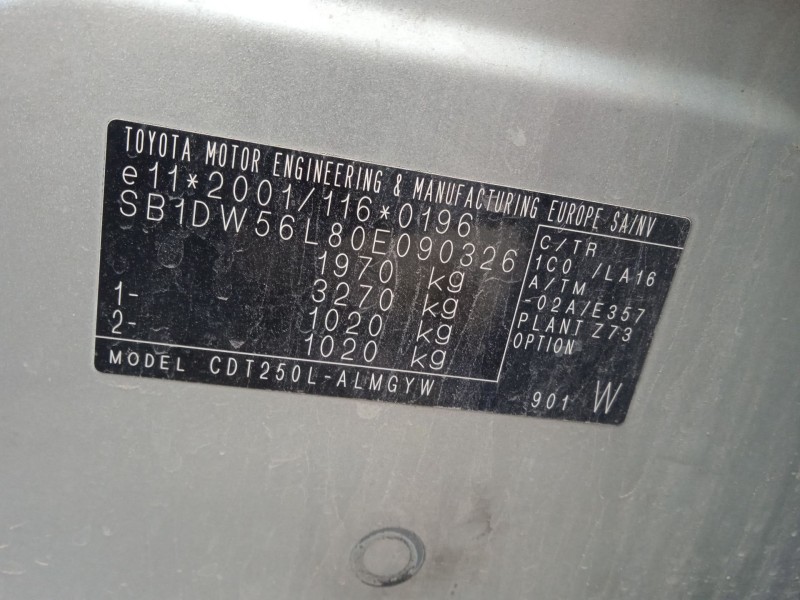 TOYOTA MOTOR ENGINEERING & MANUFACTURING EUROPE SA/NV
e11*2001/116*0196
SB1DW56L80E090326
1970 kg
3270 kg
1- 1020 kg
2- 1020 kg
MODEL CDT250L-ALMGYW
C/TR
1C0 /LA16
A/TM
-02A/E357
PLANT Z73
OPTION
901 W